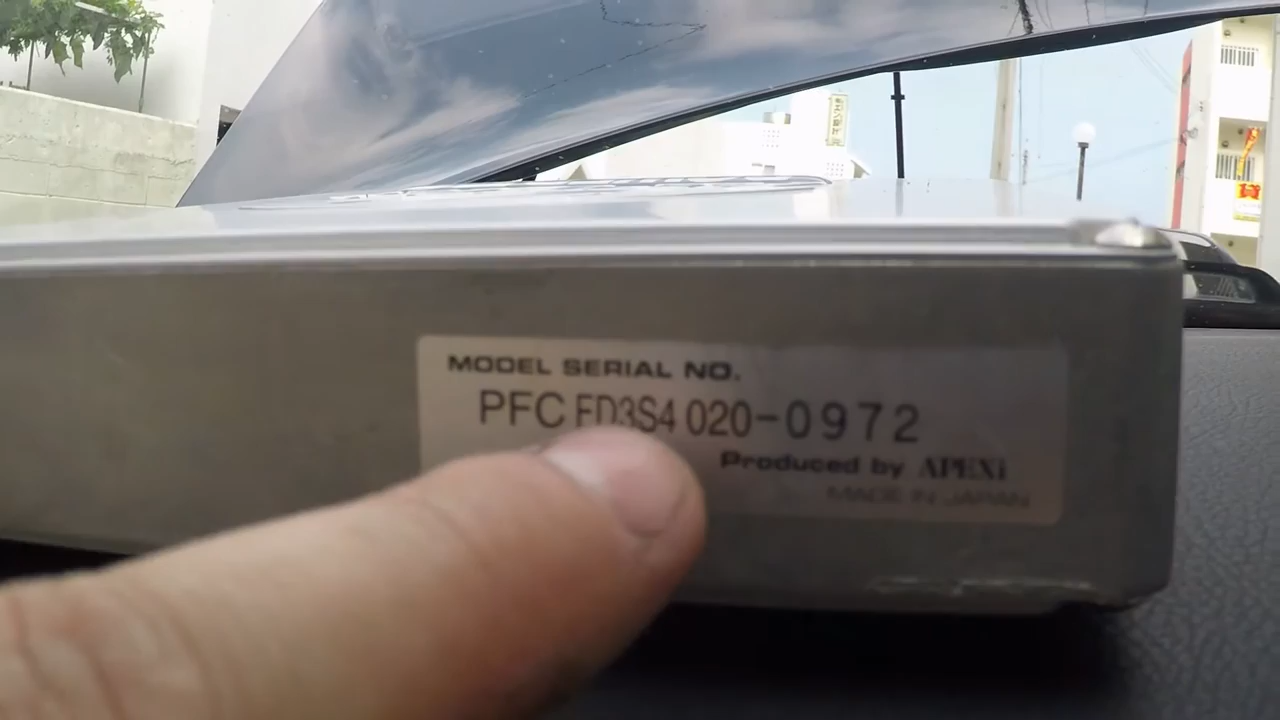 MODEL SERIAL NO.
PFC FD3S4 020-0972
Produced by APEXi
MADE IN JAPAN